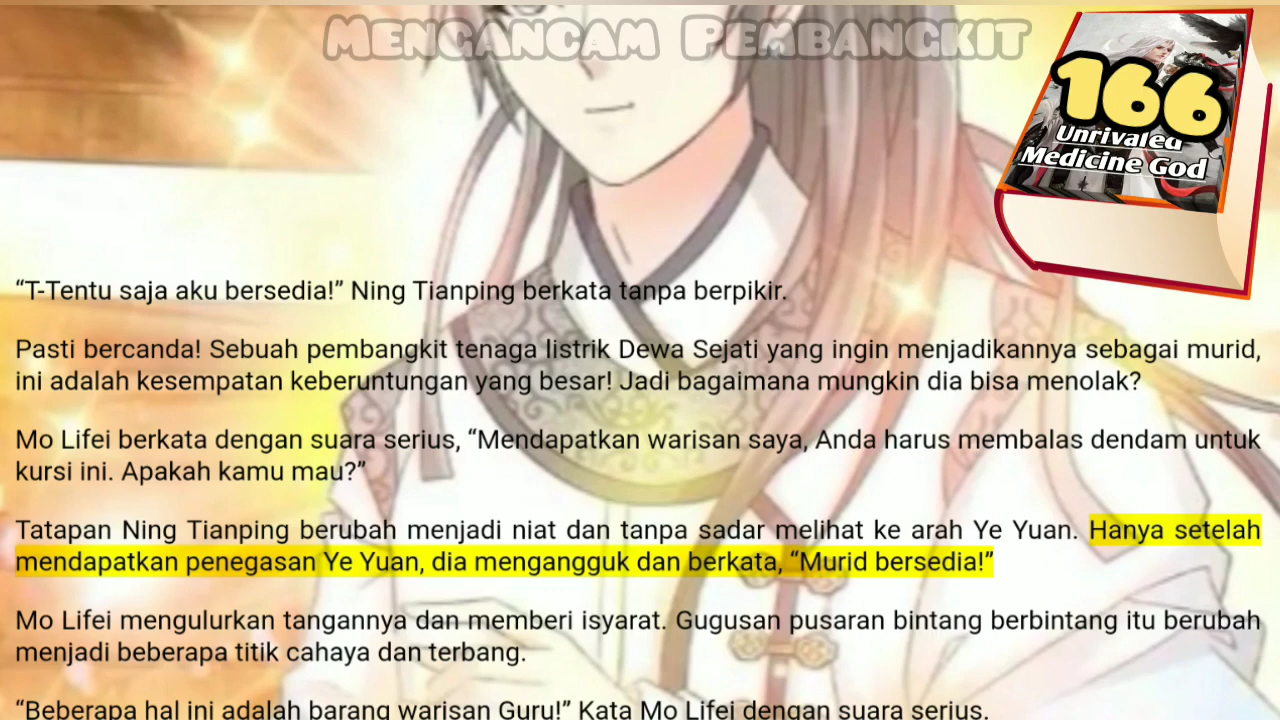 MENGANCAM PEMBANGKIT
166
Unrivaled
Medicine God
“T-Tentu saja aku bersedia!” Ning Tianping berkata tanpa berpikir.
Pasti bercanda! Sebuah pembangkit tenaga listrik Dewa Sejati yang ingin menjadikannya sebagai murid,
ini adalah kesempatan keberuntungan yang besar! Jadi bagaimana mungkin dia bisa menolak?
Mo Lifei berkata dengan suara serius, “Mendapatkan warisan saya, Anda harus membalas dendam untuk
kursi ini. Apakah kamu mau?”
Tatapan Ning Tianping berubah menjadi niat dan tanpa sadar melihat ke arah Ye Yuan. Hanya setelah
mendapatkan penegasan Ye Yuan, dia mengangguk dan berkata, “Murid bersedia!”
Mo Lifei mengulurkan tangannya dan memberi isyarat. Gugusan pusaran bintang berbintang itu berubah
menjadi beberapa titik cahaya dan terbang.
“Beberapa hal ini adalah barang warisan Guru!” Kata Mo Lifei dengan suara serius.